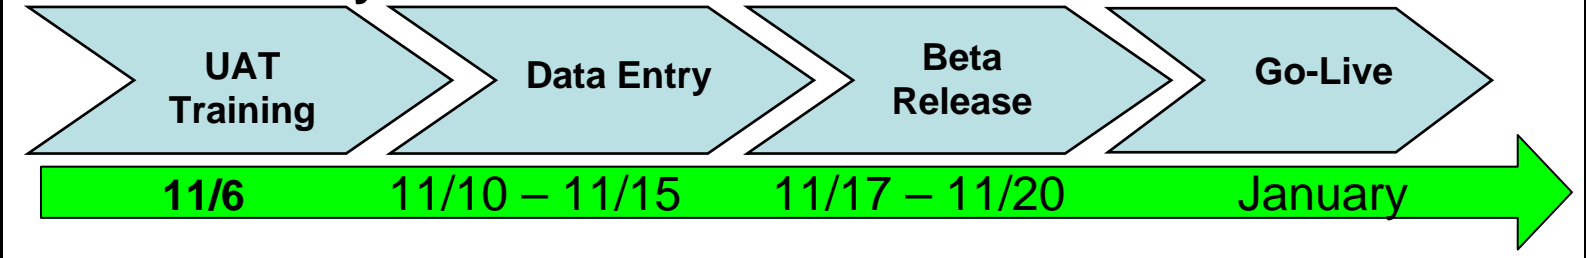 UAT
Training
Data Entry
Beta
Release
Go-Live
11/6
11/10 – 11/15
11/17 – 11/20
January